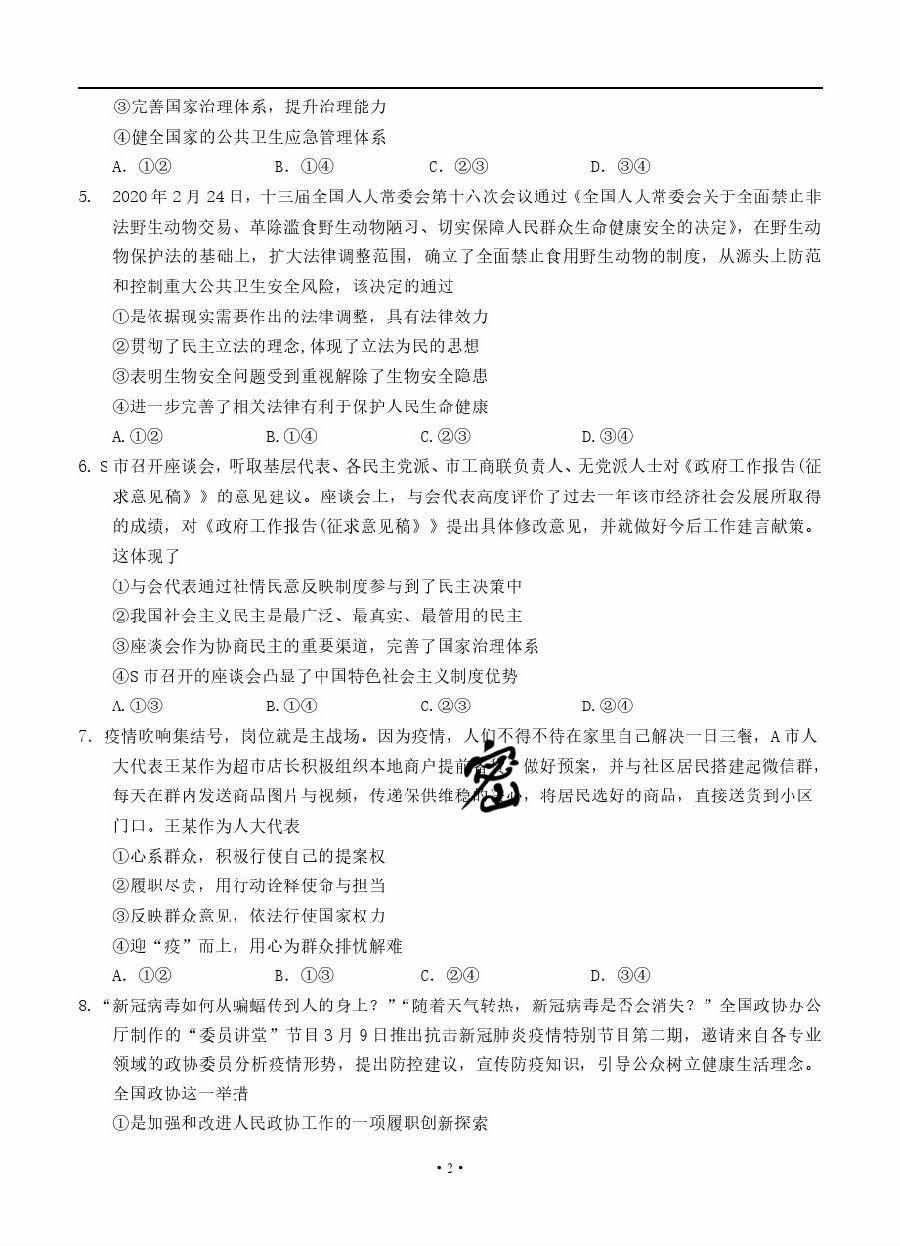 ③完善国家治理体系，提升治理能力
④健全国家的公共卫生应急管理体系
A. ①② B. ①④ C. ②③ D. ③④
5. 2020 年 2 月 24 日，十三届全国人大常委会第十六次会议通过《全国人大常委会关于全面禁止非
法野生动物交易、革除滥食野生动物陋习、切实保障人民群众生命健康安全的决定》，在野生动
物保护法的基础上，扩大法律调整范围，确立了全面禁止食用野生动物的制度，从源头上防范
和控制重大公共卫生安全风险，该决定的通过
①是依据现实需要作出的法律调整，具有法律效力
②贯彻了民主立法的理念,体现了立法为民的思想
③表明生物安全问题受到重视解除了生物安全隐患
④进一步完善了相关法律有利于保护人民生命健康
A.①② B.①④ C.②③ D.③④
6. S 市召开座谈会，听取基层代表、各民主党派、市工商联负责人、无党派人士对《政府工作报告(征
求意见稿》》的意见建议。座谈会上，与会代表高度评价了过去一年该市经济社会发展所取得
的成绩，对《政府工作报告(征求意见稿》》提出具体修改意见，并就做好今后工作建言献策。
这体现了
①与会代表通过社情民意反映制度参与到了民主决策中
②我国社会主义民主是最广泛、最真实、最管用的民主
③座谈会作为协商民主的重要渠道，完善了国家治理体系
④S 市召开的座谈会凸显了中国特色社会主义制度优势
A.①③ B.①④ C.②③ D.②④
7. 疫情吹响集结号，岗位就是主战场。因为疫情，人们不得不待在家里自己解决一日三餐，A 市人
大代表王某作为超市店长积极组织本地商户提前 做好预案，并与社区居民搭建起微信群，
每天在群内发送商品图片与视频，传递保供维稳 ，将居民选好的商品，直接送货到小区
门口。王某作为人大代表
①心系群众，积极行使自己的提案权
②履职尽责，用行动诠释使命与担当
③反映群众意见，依法行使国家权力
④迎“疫”而上，用心为群众排忧解难
A. ①② B. ①③ C. ②④ D. ③④
密
8. “新冠病毒如何从蝙蝠传到人的身上？”“随着天气转热，新冠病毒是否会消失？”全国政协办公
厅制作的“委员讲堂”节目 3 月 9 日推出抗击新冠肺炎疫情特别节目第二期，邀请来自各专业
领域的政协委员分析疫情形势，提出防控建议，宣传防疫知识，引导公众树立健康生活理念。
全国政协这一举措
①是加强和改进人民政协工作的一项履职创新探索
·2·